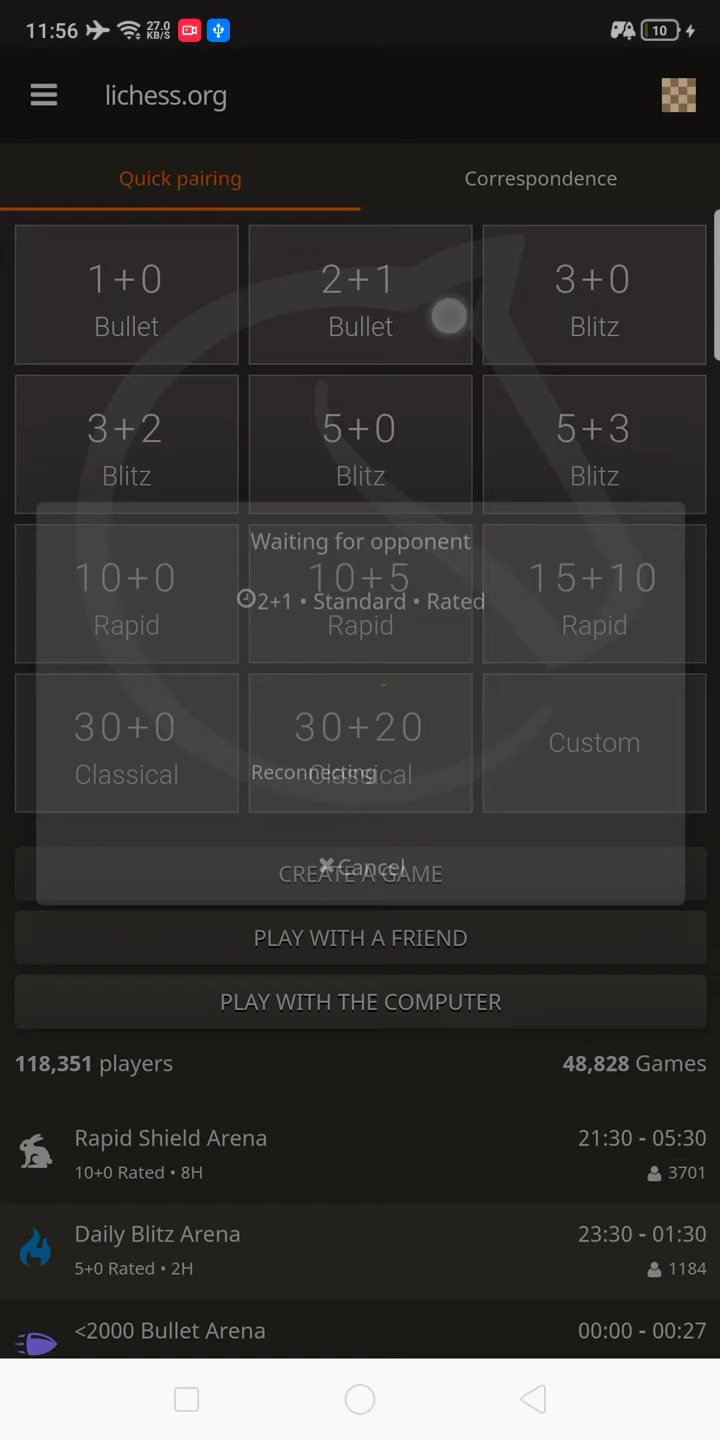 11:56 27.0 KB/S 10
lichess.org
Quick pairing Correspondence
1+0 2+1 3+0
Bullet Bullet Blitz
3+2 5+0 5+3
Blitz Blitz Blitz
Waiting for opponent
10+0 10+5 15+10
2+1 • Standard • Rated
Rapid Rapid Rapid
30+0 30+20 Custom
Reconnecting
Classical Classical
Cancel
CREATE A GAME
PLAY WITH A FRIEND
PLAY WITH THE COMPUTER
118,351 players 48,828 Games
Rapid Shield Arena 21:30 - 05:30
10+0 Rated • 8H 3701
Daily Blitz Arena 23:30 - 01:30
5+0 Rated • 2H 1184
<2000 Bullet Arena 00:00 - 00:27